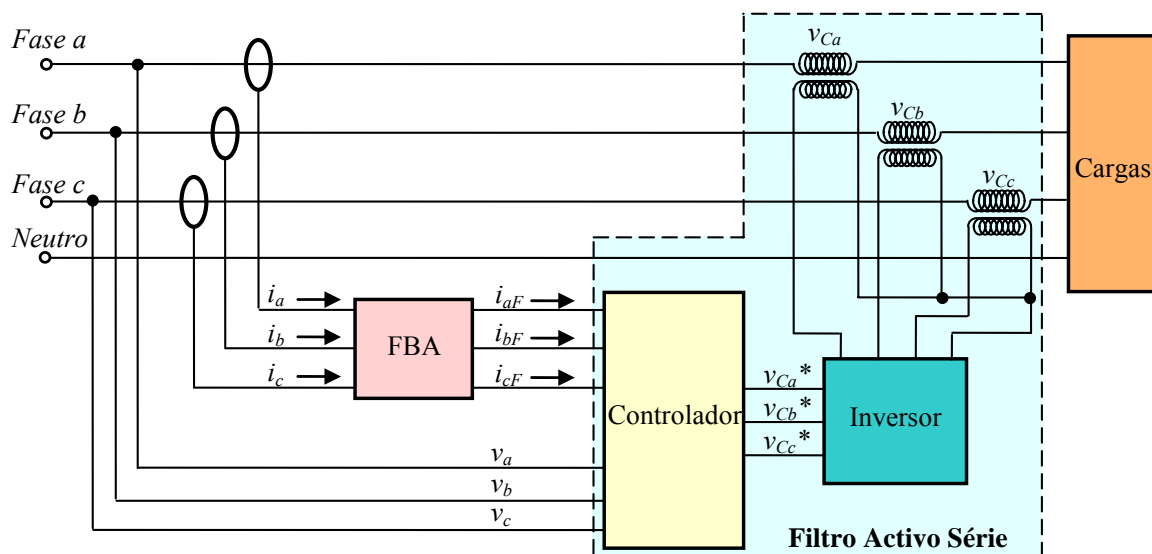 Fase a
Fase b
Fase c
Neutro
v_Ca
v_Cb
v_Cc
Cargas
i_a
i_b
i_c
FBA
i_aF
i_bF
i_cF
Controlador
v_Ca*
v_Cb*
v_Cc*
Inversor
v_a
v_b
v_c
Filtro Activo Série